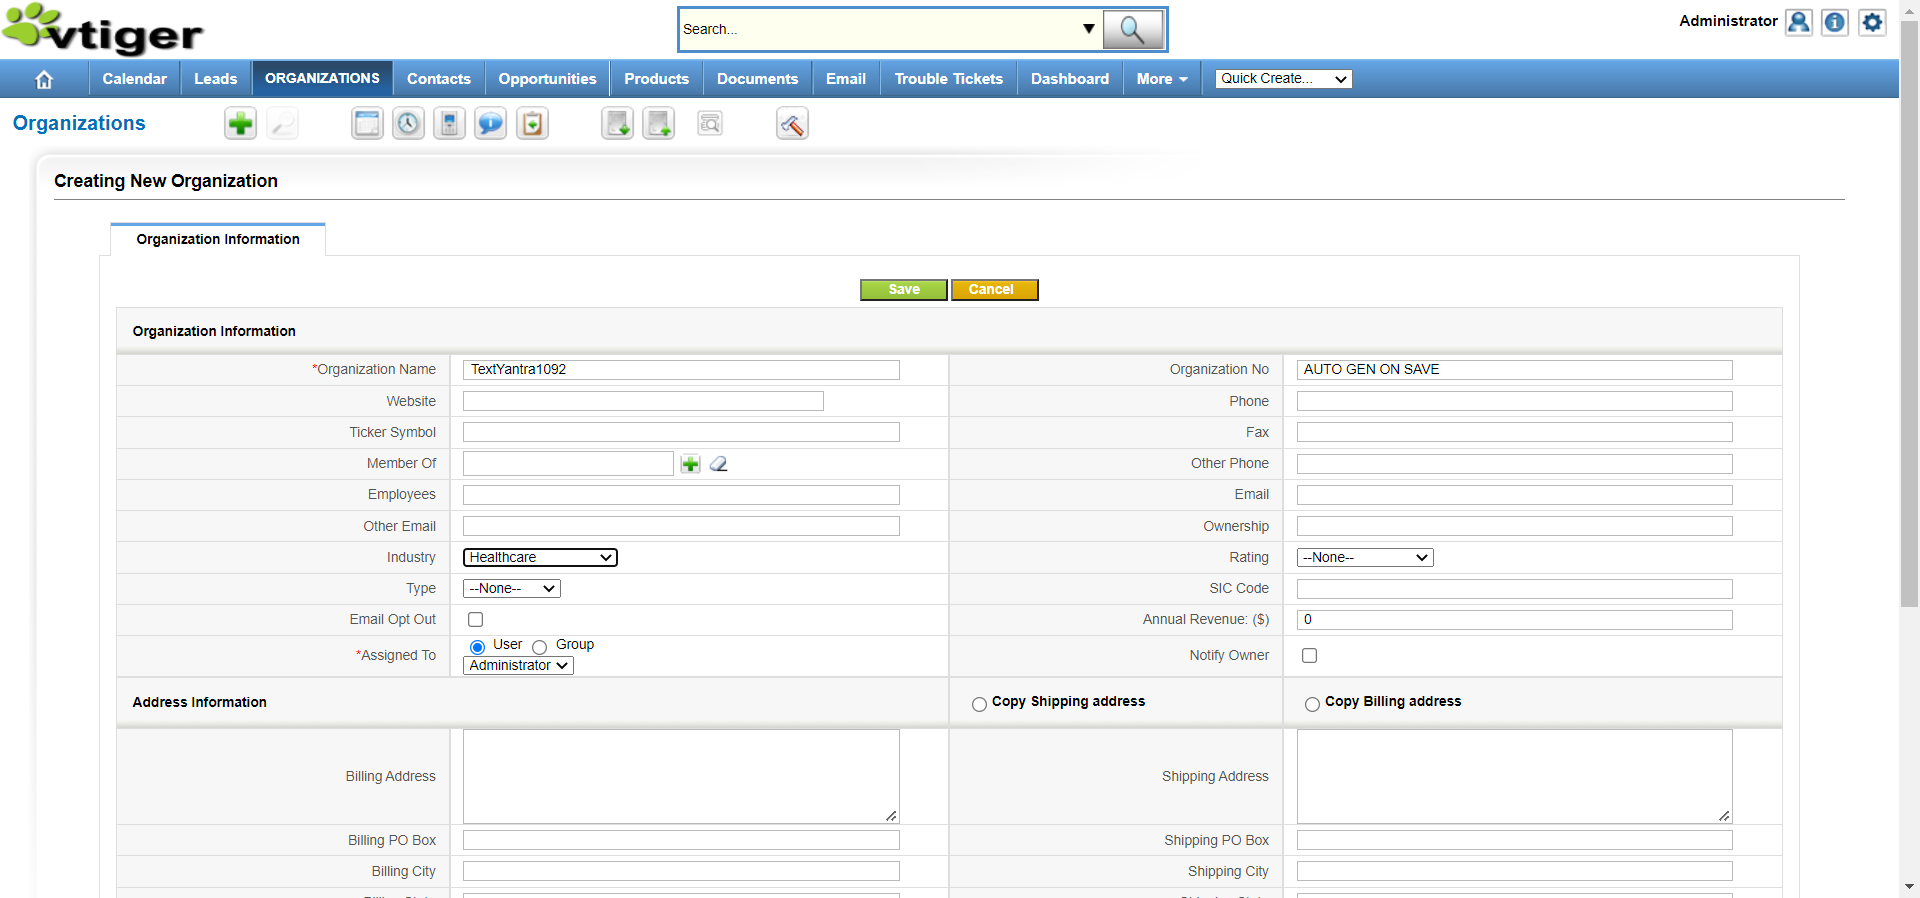 vtiger
Search...
Administrator
Calendar
Leads
ORGANIZATIONS
Contacts
Opportunities
Products
Documents
Email
Trouble Tickets
Dashboard
More
Quick Create...
Organizations
Creating New Organization
Organization Information
Save
Cancel
Organization Information
*Organization Name
TextYantra1092
Organization No
AUTO GEN ON SAVE
Website
Phone
Ticker Symbol
Fax
Member Of
Other Phone
Employees
Email
Other Email
Ownership
Industry
Healthcare
Rating
--None--
Type
--None--
SIC Code
Email Opt Out
Annual Revenue: ($)
0
*Assigned To
User
Group
Administrator
Notify Owner
Address Information
Copy Shipping address
Copy Billing address
Billing Address
Shipping Address
Billing PO Box
Shipping PO Box
Billing City
Shipping City